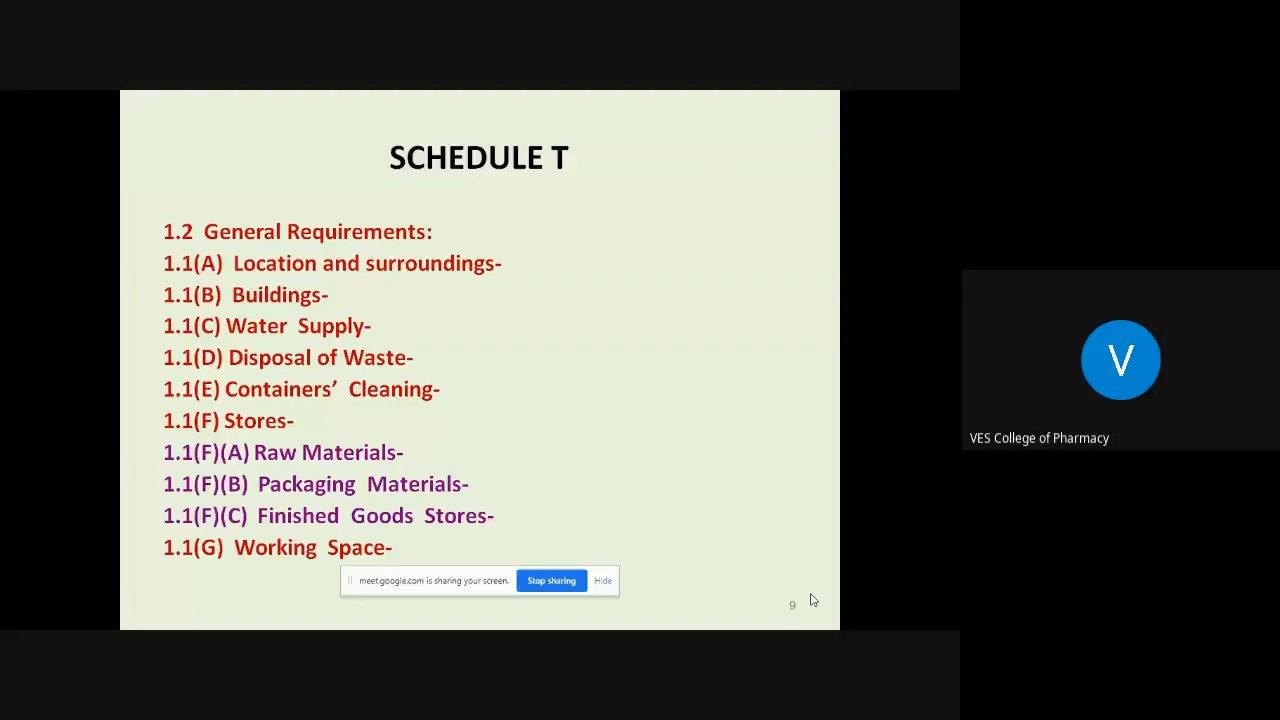 SCHEDULE T
1.2 General Requirements:
1.1(A) Location and surroundings-
1.1(B) Buildings-
1.1(C) Water Supply-
1.1(D) Disposal of Waste-
1.1(E) Containers’ Cleaning-
1.1(F) Stores-
1.1(F)(A) Raw Materials-
1.1(F)(B) Packaging Materials-
1.1(F)(C) Finished Goods Stores-
1.1(G) Working Space-
meet.google.com is sharing your screen. Stop sharing Hide
9
V
VES College of Pharmacy